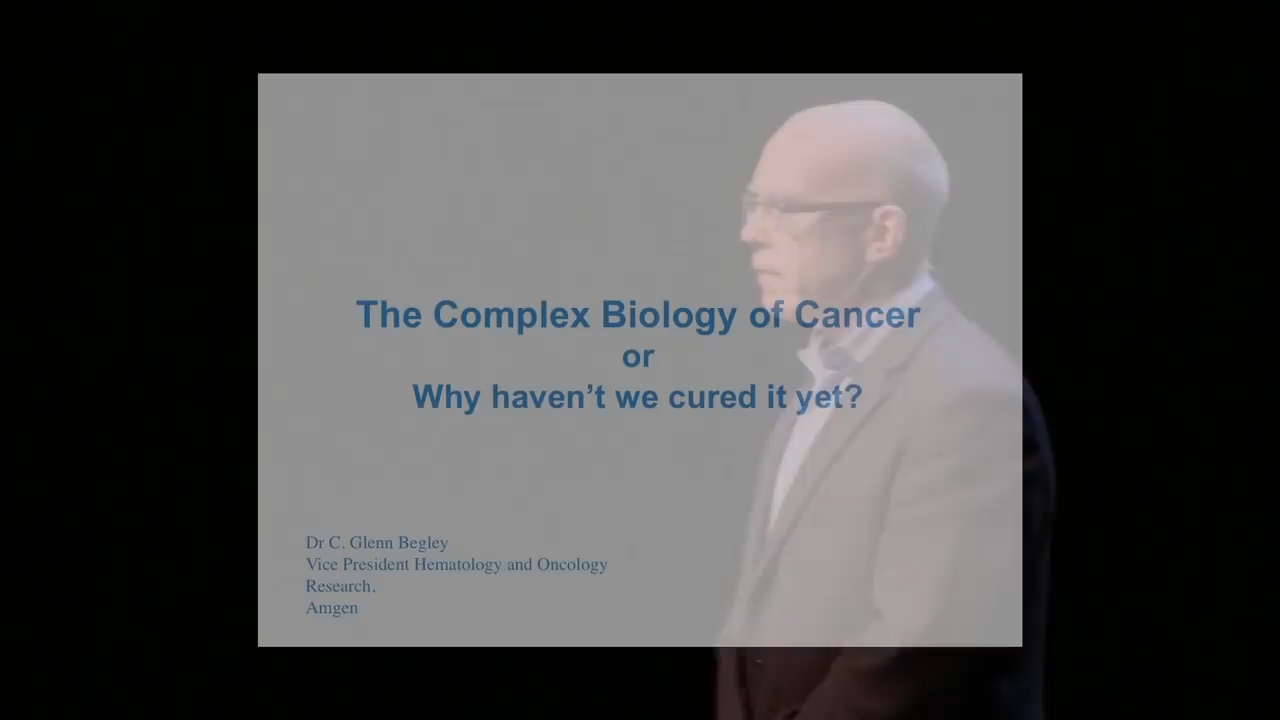 The Complex Biology of Cancer
or
Why haven’t we cured it yet?
Dr C. Glenn Begley
Vice President Hematology and Oncology
Research,
Amgen